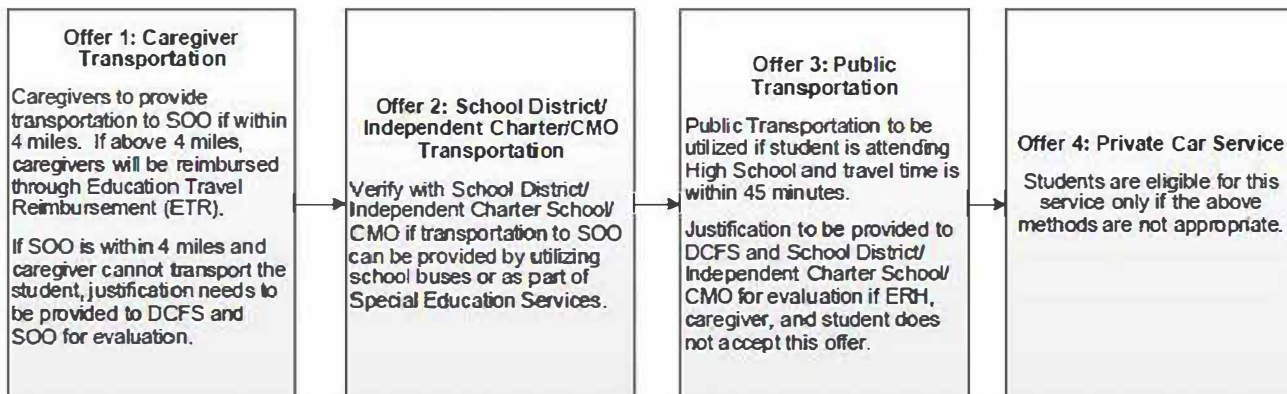 Offer 1: Caregiver
Transportation
Caregivers to provide
transportation to SOO if within
4 miles. If above 4 miles,
caregivers will be reimbursed
through Education Travel
Reimbursement (ETR).
If SOO is within 4 miles and
caregiver cannot transport the
student, justification needs to
be provided to DCFS and
SOO for evaluation.
Offer 2: School District/
Independent Charter/CMO
Transportation
Verify with School District/
Independent Charter School/
CMO if transportation to SOO
can be provided by utilizing
school buses or as part of
Special Education Services.
Offer 3: Public
Transportation
Public Transportation to be
utilized if student is attending
High School and travel time is
within 45 minutes.
Justification to be provided to
DCFS and School District/
Independent Charter School/
CMO for evaluation if ERH,
caregiver, and student does
not accept this offer.
Offer 4: Private Car Service
Students are eligible for this
service only if the above
methods are not appropriate.